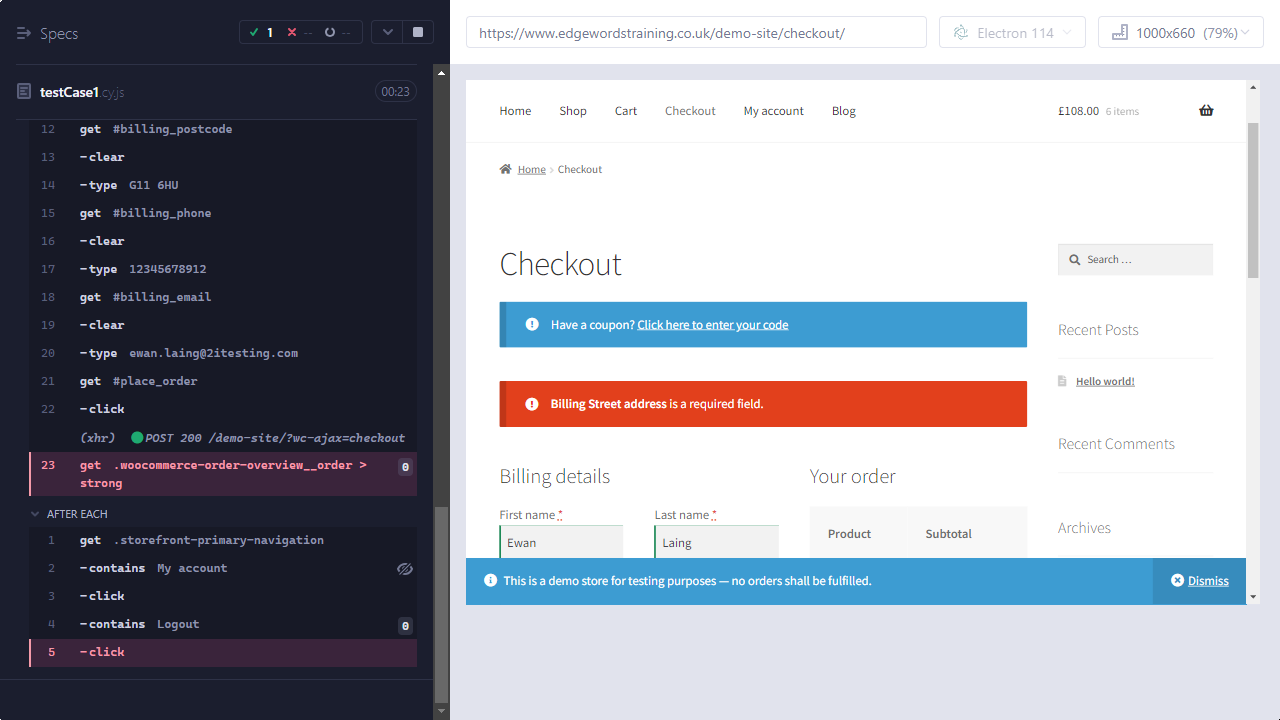 Specs
1
--
--
testCase1.cy.js
00:23
12 get #billing_postcode
13 -clear
14 -type G11 6HU
15 get #billing_phone
16 -clear
17 -type 12345678912
18 get #billing_email
19 -clear
20 -type ewan.laing@2itesting.com
21 get #place_order
22 -click
(xhr) POST 200 /demo-site/?wc-ajax=checkout
23 get .woocommerce-order-overview__order > 0
strong
AFTER EACH
1 get .storefront-primary-navigation
2 -contains My account
3 -click
4 -contains Logout 0
5 -click
https://www.edgewordstraining.co.uk/demo-site/checkout/
Electron 114
1000x660 (79%)
Home Shop Cart Checkout My account Blog
£108.00 6 items
Home › Checkout
Checkout
Have a coupon? Click here to enter your code
Billing Street address is a required field.
Billing details
First name *
Last name *
Ewan
Laing
Your order
Product Subtotal
Search …
Recent Posts
Hello world!
Recent Comments
Archives
This is a demo store for testing purposes — no orders shall be fulfilled.
Dismiss